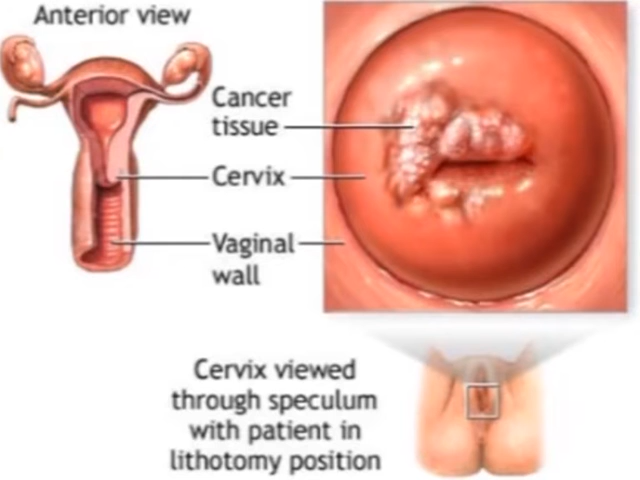 Anterior view
Cancer
tissue
Cervix
Vaginal
wall
Cervix viewed
through speculum
with patient in
lithotomy position